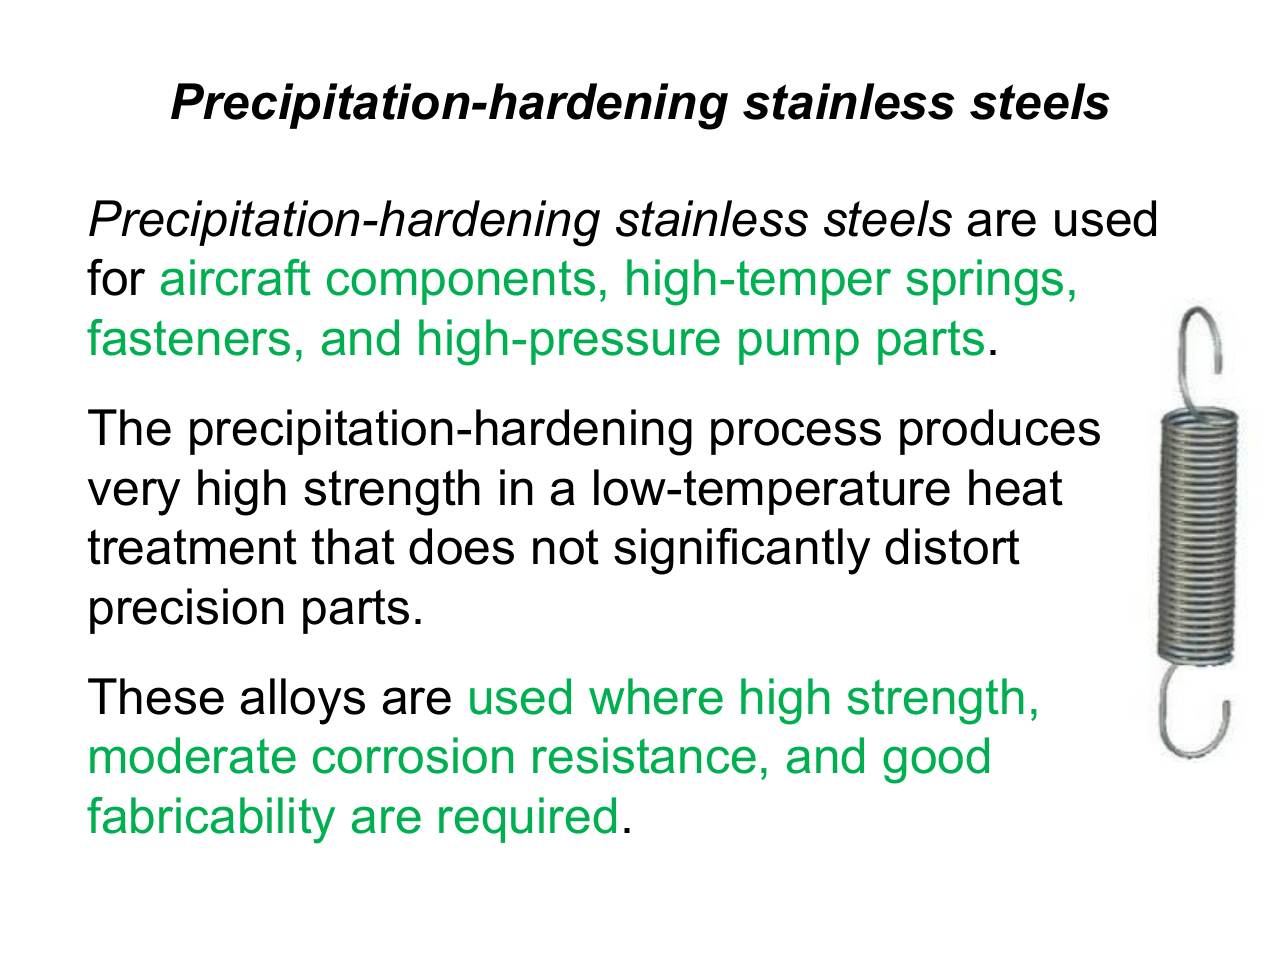 Precipitation-hardening stainless steels
Precipitation-hardening stainless steels are used
for aircraft components, high-temper springs,
fasteners, and high-pressure pump parts.
The precipitation-hardening process produces
very high strength in a low-temperature heat
treatment that does not significantly distort
precision parts.
These alloys are used where high strength,
moderate corrosion resistance, and good
fabricability are required.